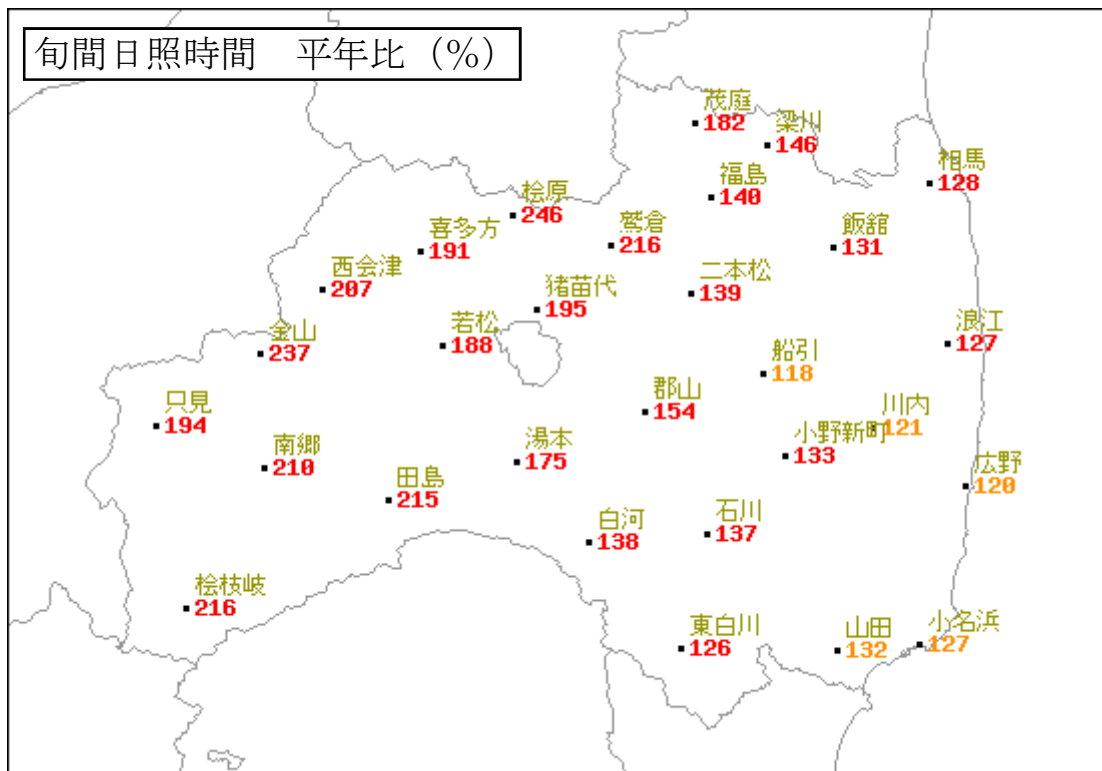 旬間日照時間　平年比（％）
茂庭
182
梁川
146
相馬
128
福島
140
桧原
246
鷲倉
216
飯舘
131
喜多方
191
西会津
207
猪苗代
195
二本松
139
金山
237
若松
188
浪江
127
船引
118
只見
194
郡山
154
川内
121
小野新町
133
南郷
210
湯本
175
田島
215
広野
120
白河
138
石川
137
桧枝岐
216
東白川
126
山田
132
小名浜
127